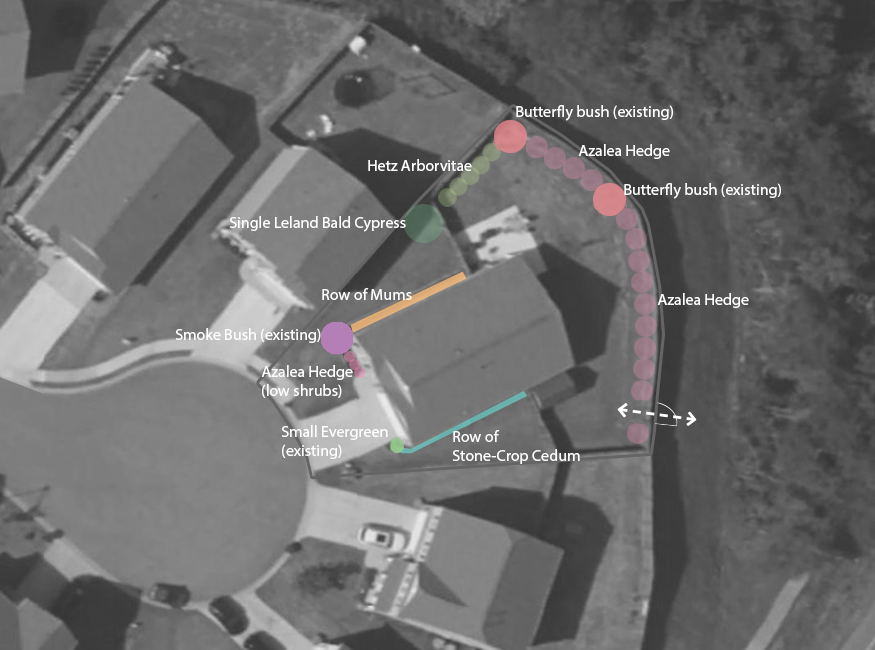 Butterfly bush (existing)
Azalea Hedge
Hetz Arborvitae
Butterfly bush (existing)
Single Leland Bald Cypress
Row of Mums
Azalea Hedge
Smoke Bush (existing)
Azalea Hedge
(low shrubs)
Small Evergreen
(existing)
Row of
Stone-Crop Cedum